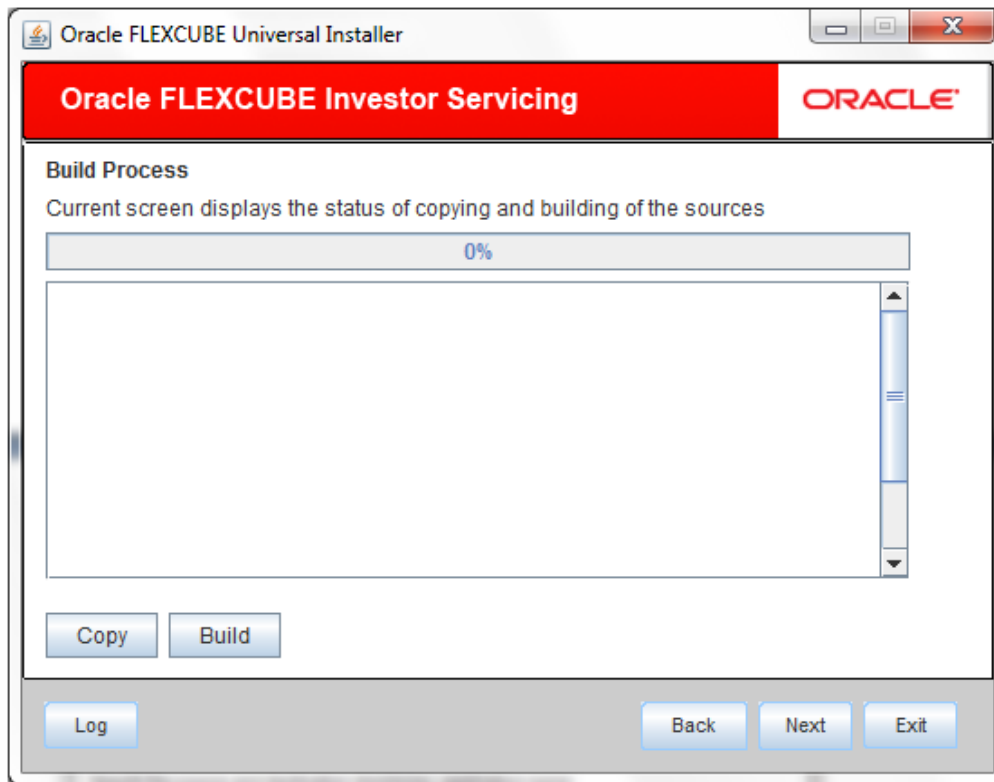 Oracle FLEXCUBE Universal Installer
Oracle FLEXCUBE Investor Servicing
ORACLE
Build Process
Current screen displays the status of copying and building of the sources
0%
Copy Build
Log Back Next Exit